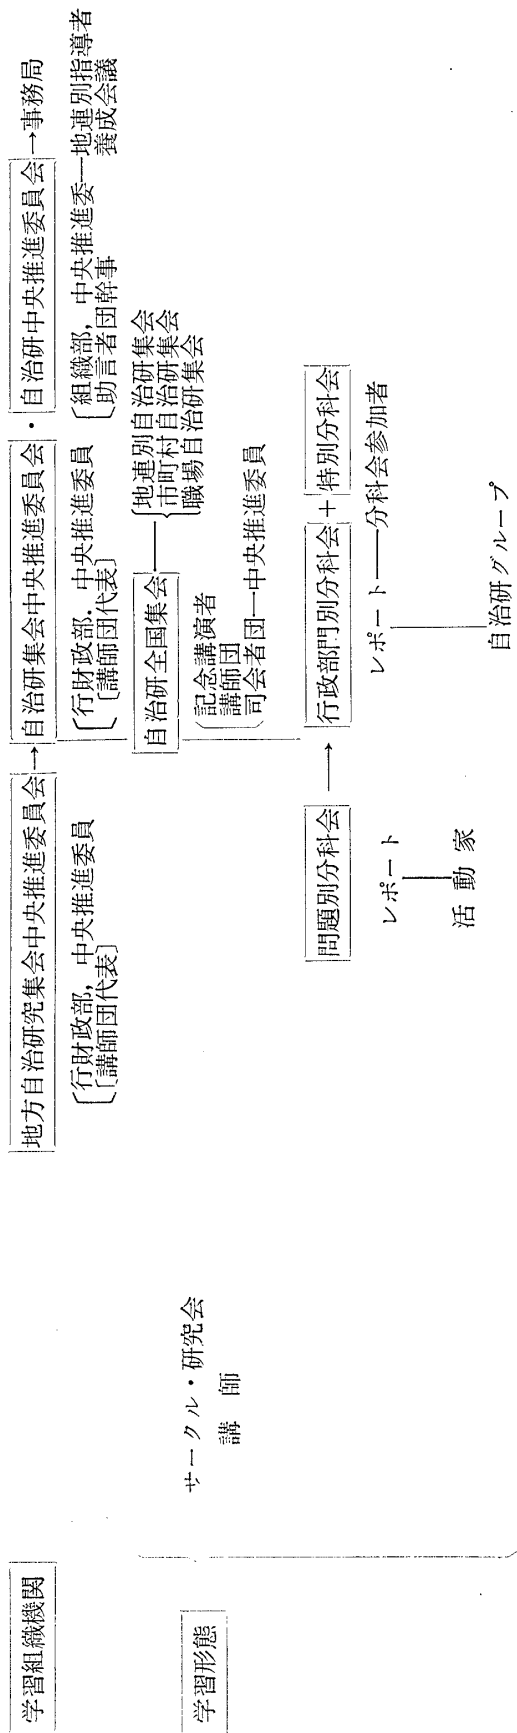 学習組織機関
地方自治研究集会中央推進委員会→自治研集会中央推進委員会・自治研中央推進委員会→事務局
行財政部,中央推進委員
講師団代表
行財政部.中央推進委員
講師団代表
組織部,中央推進委―地連別指導者
助言者団幹事 養成会議
学習形態
サークル・研究会
講師
自治研全国集会
地連別自治研集会
市町村自治研集会
職場自治研集会
記念講演者
講師団
司会者団―中央推進委員
問題別分科会→行政部門別分科会+特別分科会
レポート
活動家
レポート――分科会参加者
自治研グループ